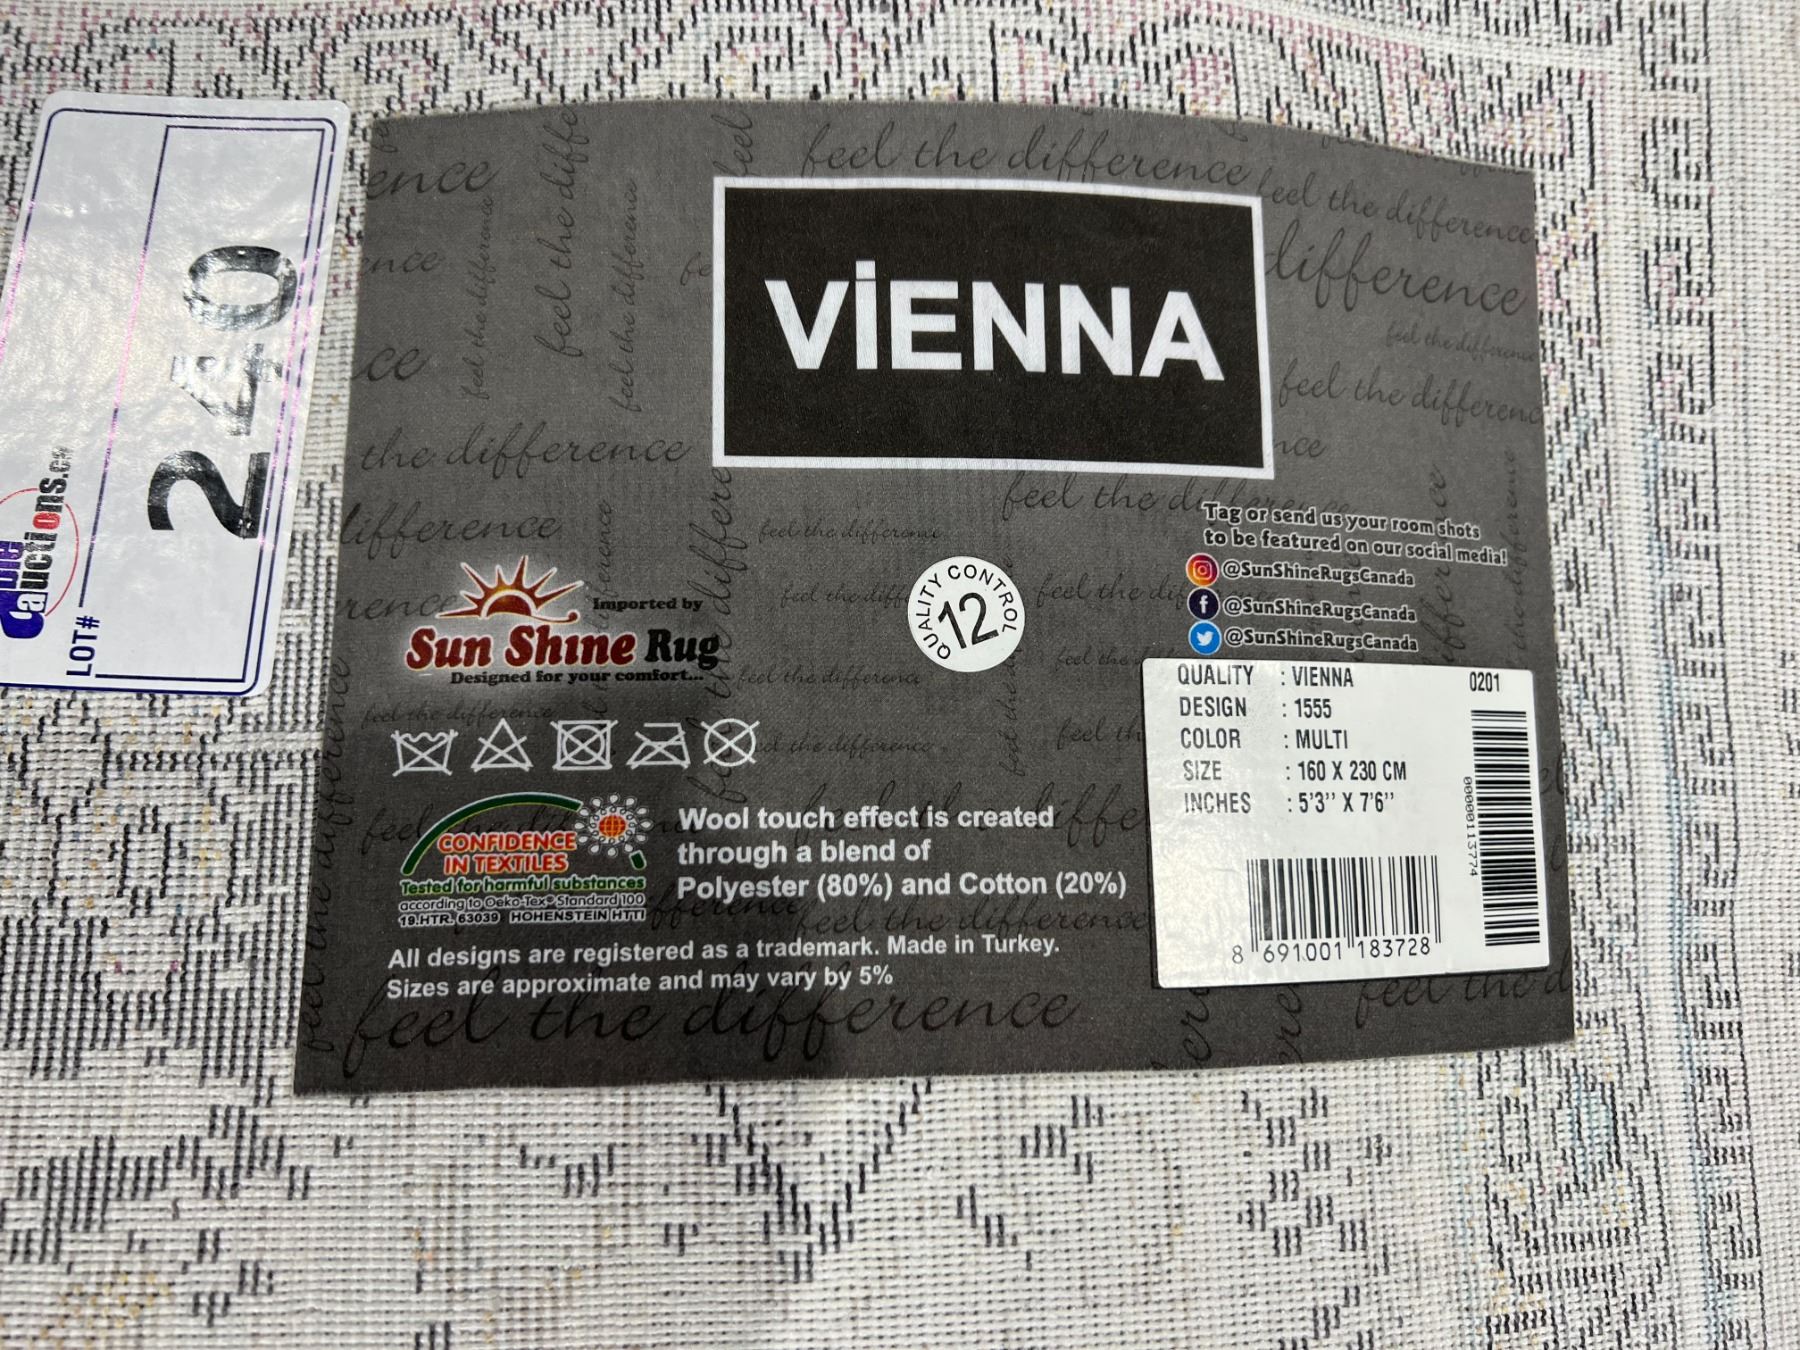 LOT# 240
auctions.ca
feel the difference
VİENNA
Tag or send us your room shots
to be featured on our social media!
@SunShineRugsCanada
@SunShineRugsCanada
@SunShineRugsCanada
Imported by
Sun Shine Rug
Designed for your comfort...
QUALITY CONTROL
12
QUALITY : VIENNA 0201
DESIGN : 1555
COLOR : MULTI
SIZE : 160 X 230 CM
INCHES : 5'3'' X 7'6''
0000011377​4
8 691001 183728
CONFIDENCE
IN TEXTILES
Tested for harmful substances
according to Oeko-Tex® Standard 100
19.HTR. 63039 HOHENSTEIN HTTI
Wool touch effect is created
through a blend of
Polyester (80%) and Cotton (20%)
All designs are registered as a trademark. Made in Turkey.
Sizes are approximate and may vary by 5%
feel the difference